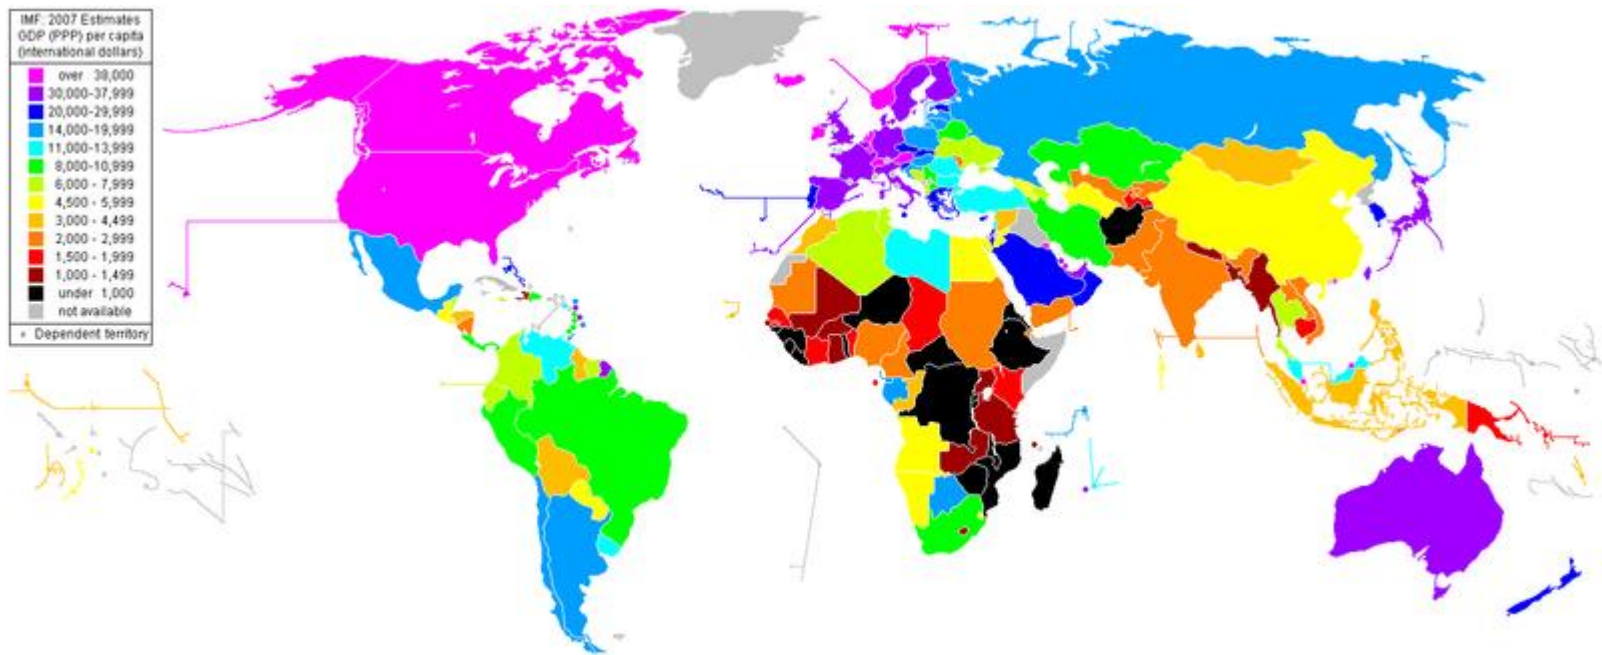 IMF: 2007 Estimates
GDP (PPP) per capita
(international dollars)
over 38,000
30,000-37,999
20,000-29,999
14,000-19,999
11,000-13,999
8,000-10,999
6,000 - 7,999
4,500 - 5,999
3,000 - 4,499
2,000 - 2,999
1,500 - 1,999
1,000 - 1,499
under 1,000
not available
* Dependent territory